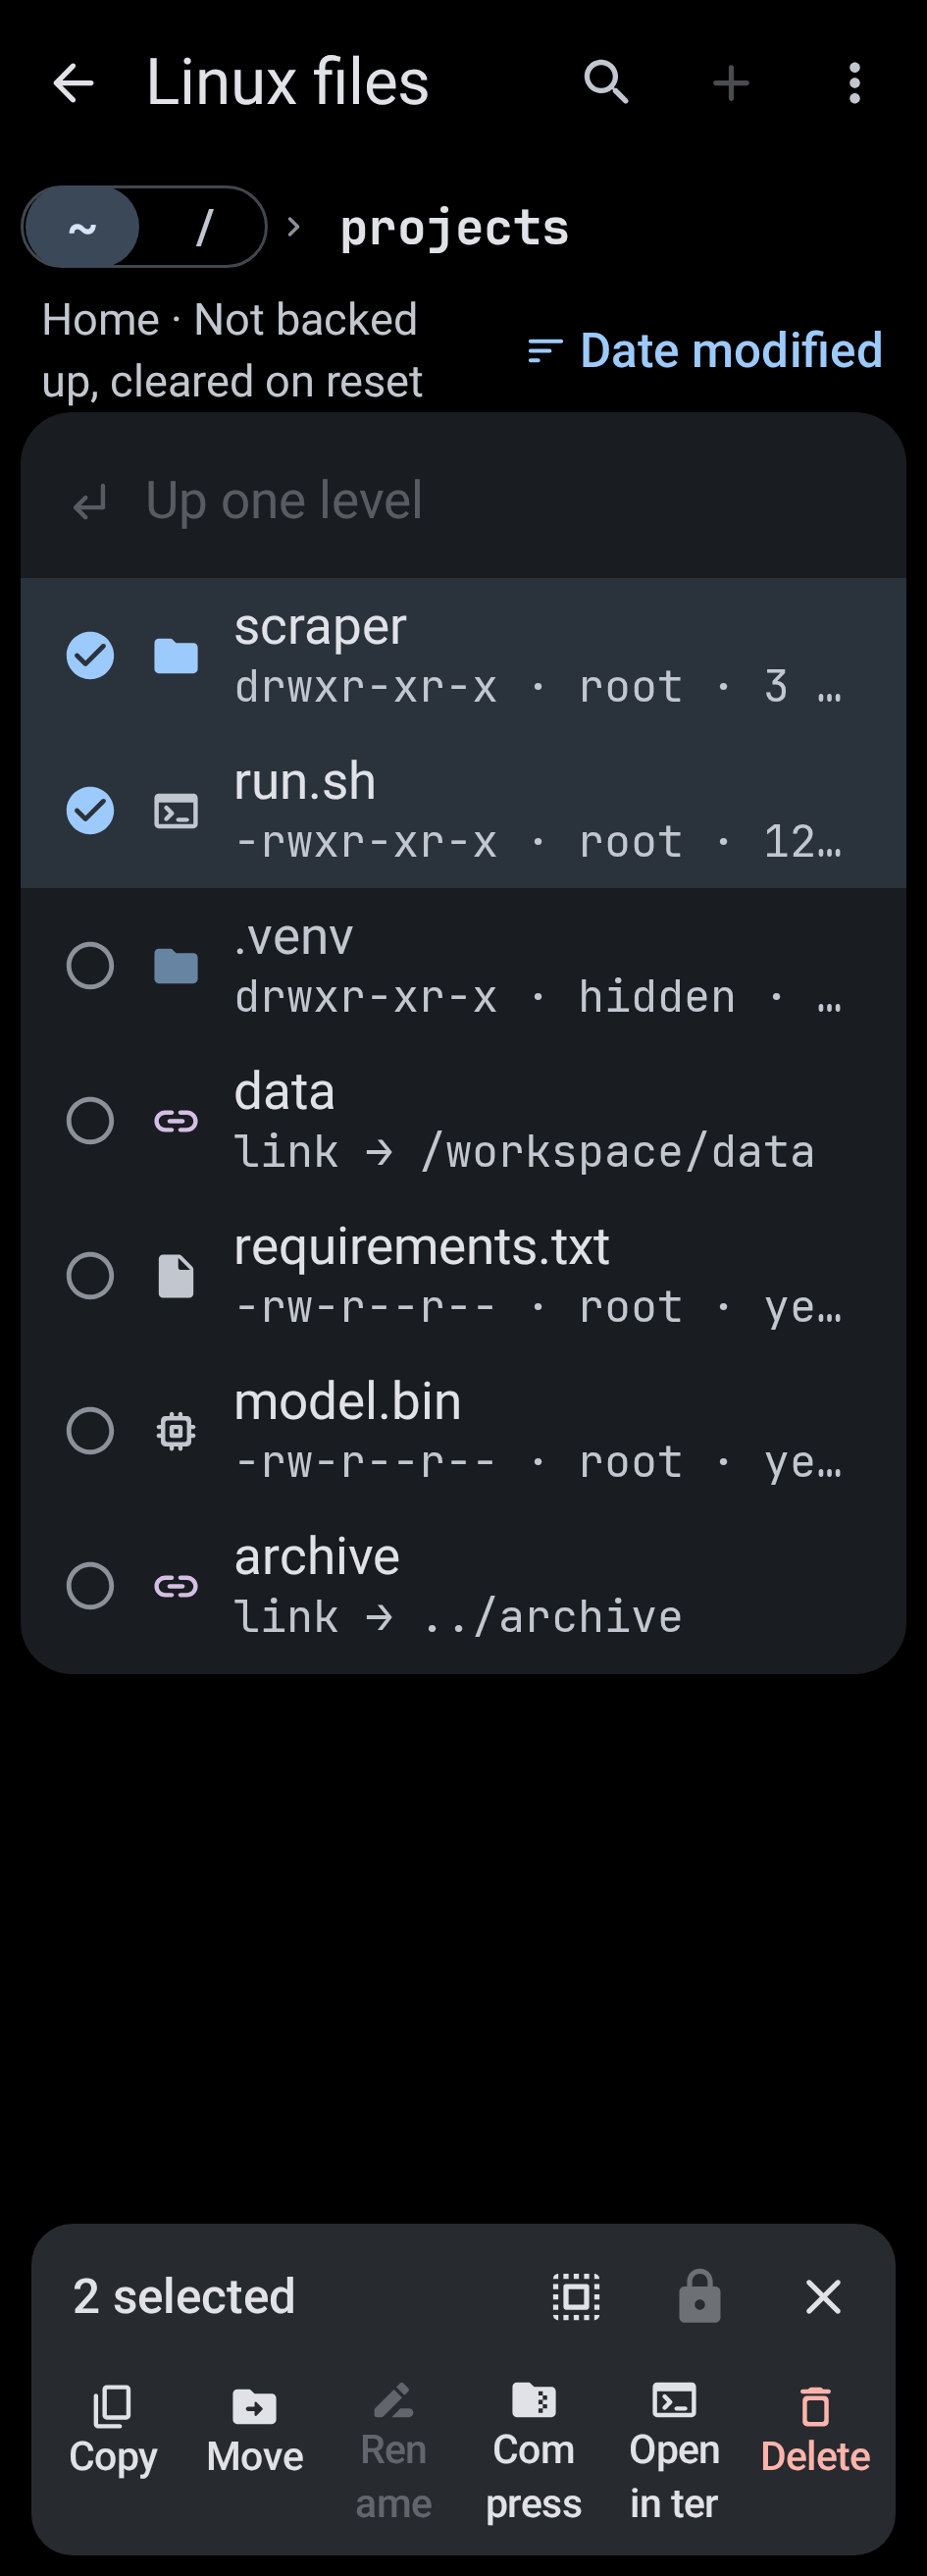 Linux files
~ / › projects
Home · Not backed
up, cleared on reset
Date modified
Up one level
scraper
drwxr-xr-x · root · 3 …
run.sh
-rwxr-xr-x · root · 12…
.venv
drwxr-xr-x · hidden · …
data
link → /workspace/data
requirements.txt
-rw-r--r-- · root · ye…
model.bin
-rw-r--r-- · root · ye…
archive
link → ../archive
2 selected
Copy
Move
Ren
ame
Com
press
Open
in ter
Delete